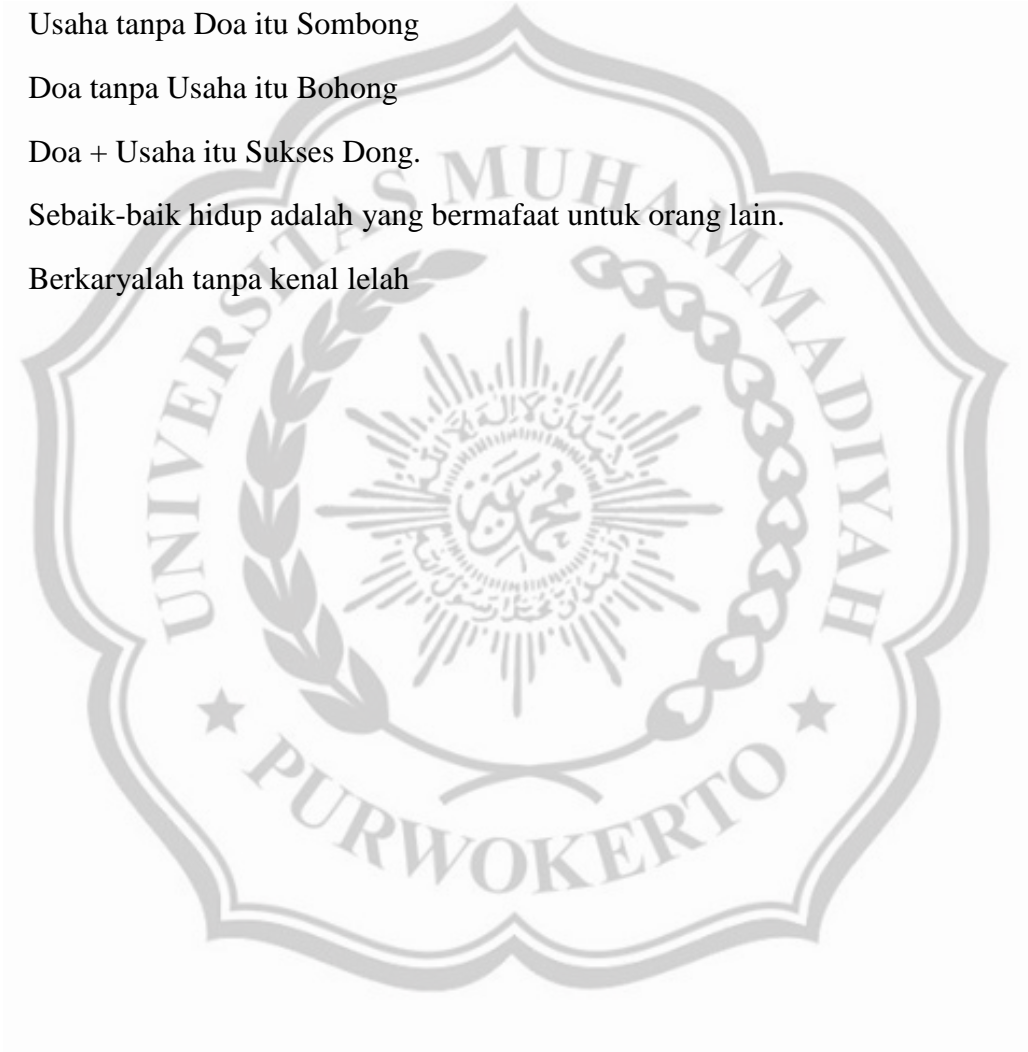 Usaha tanpa Doa itu Sombong
Doa tanpa Usaha itu Bohong
Doa + Usaha itu Sukses Dong.
Sebaik-baik hidup adalah yang bermafaat untuk orang lain.
Berkaryalah tanpa kenal lelah
UNIVERSITAS MUHAMMADIYAH
PURWOKERTO